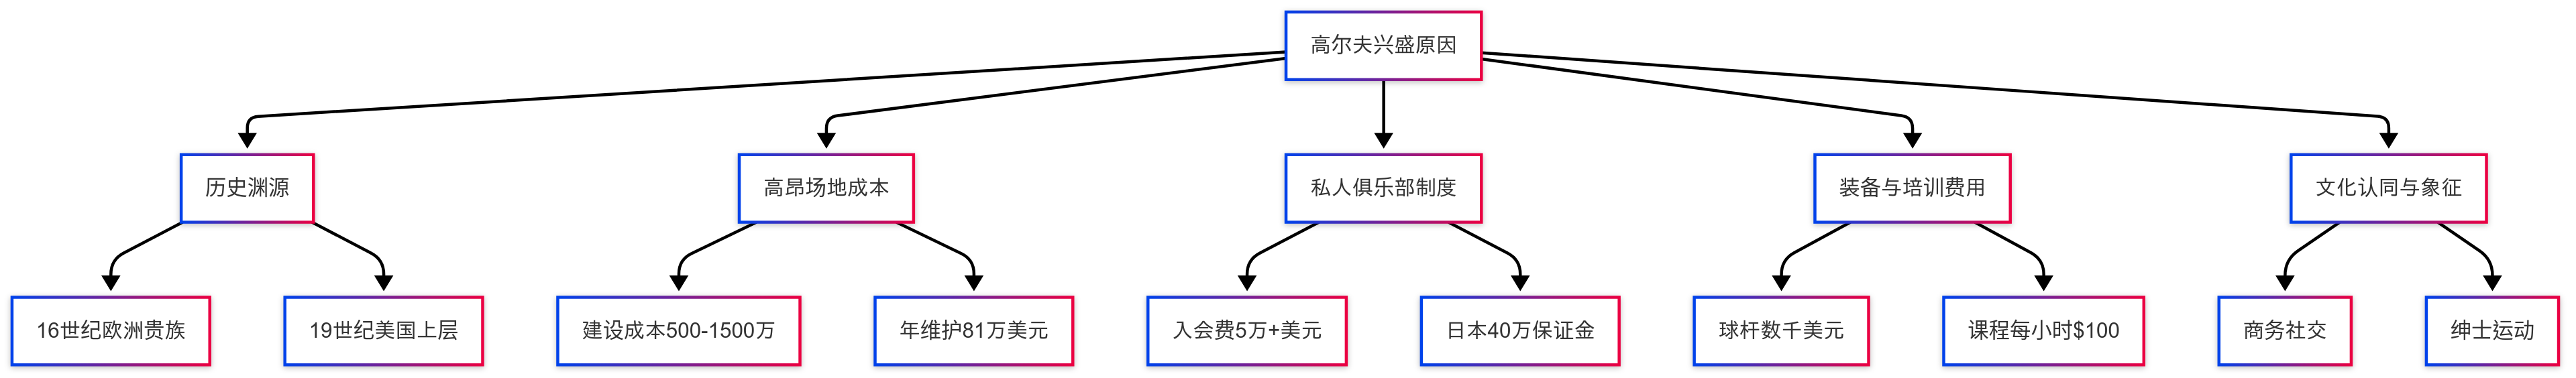 高尔夫兴盛原因
历史渊源
高昂场地成本
私人俱乐部制度
装备与培训费用
文化认同与象征
16世纪欧洲贵族
19世纪美国上层
建设成本500-1500万
年维护81万美元
入会费5万+美元
日本40万保证金
球杆数千美元
课程每小时$100
商务社交
绅士运动